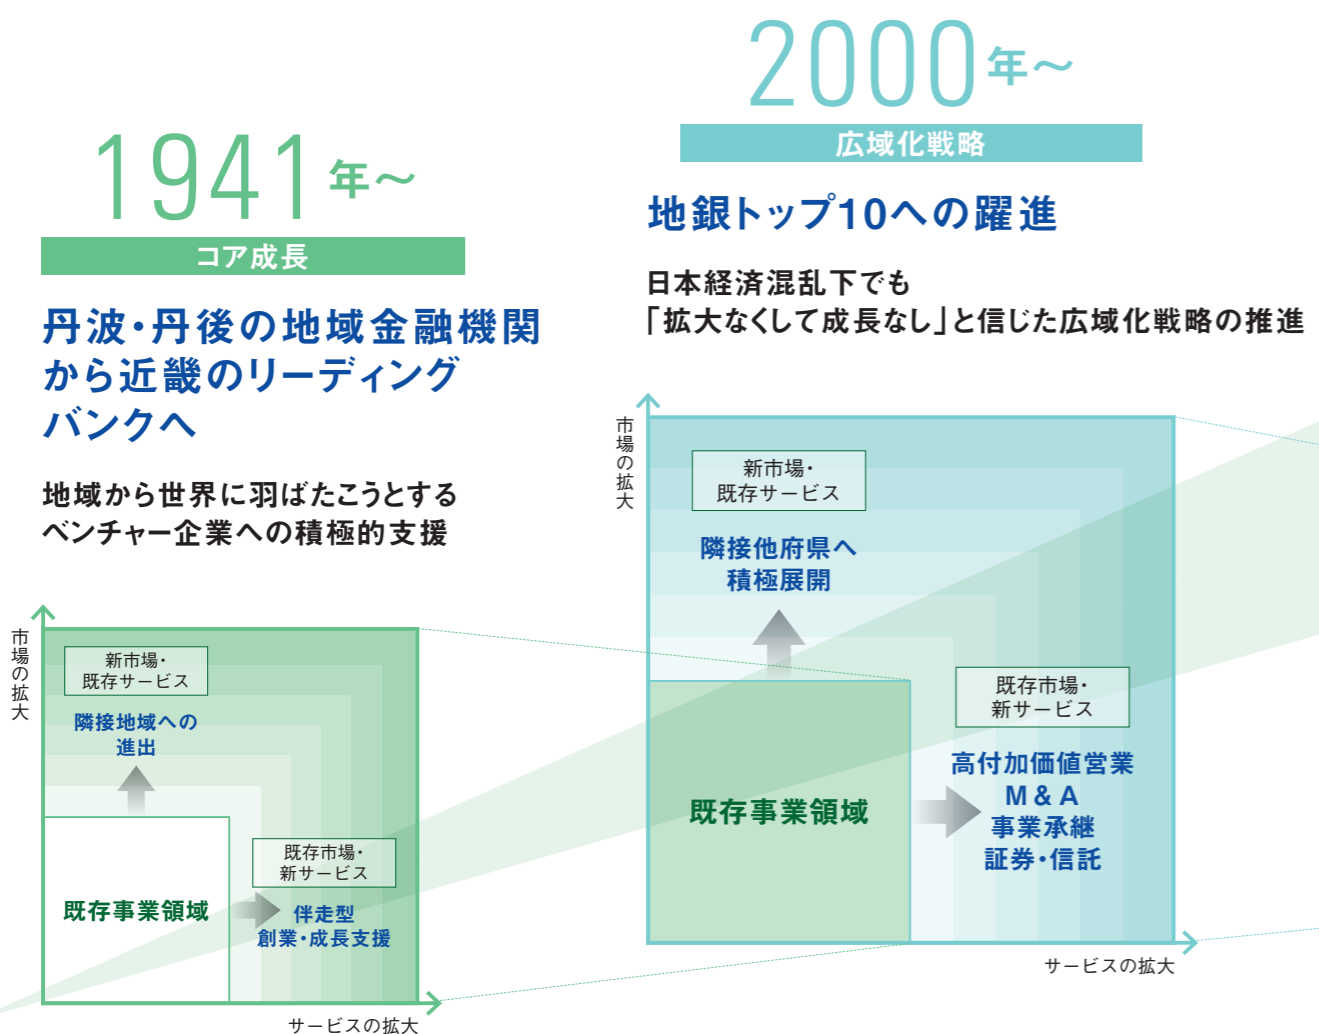 1941年～
コア成長
丹波・丹後の地域金融機関
から近畿のリーディング
バンクへ
地域から世界に羽ばたこうとする
ベンチャー企業への積極的支援
市場の拡大
新市場・
既存サービス
隣接地域への
進出
既存事業領域
既存市場・
新サービス
伴走型
創業・成長支援
サービスの拡大
2000年～
広域化戦略
地銀トップ10への躍進
日本経済混乱下でも
「拡大なくして成長なし」と信じた広域化戦略の推進
市場の拡大
新市場・
既存サービス
隣接他府県へ
積極展開
既存事業領域
既存市場・
新サービス
高付加価値営業
M & A
事業承継
証券・信託
サービスの拡大